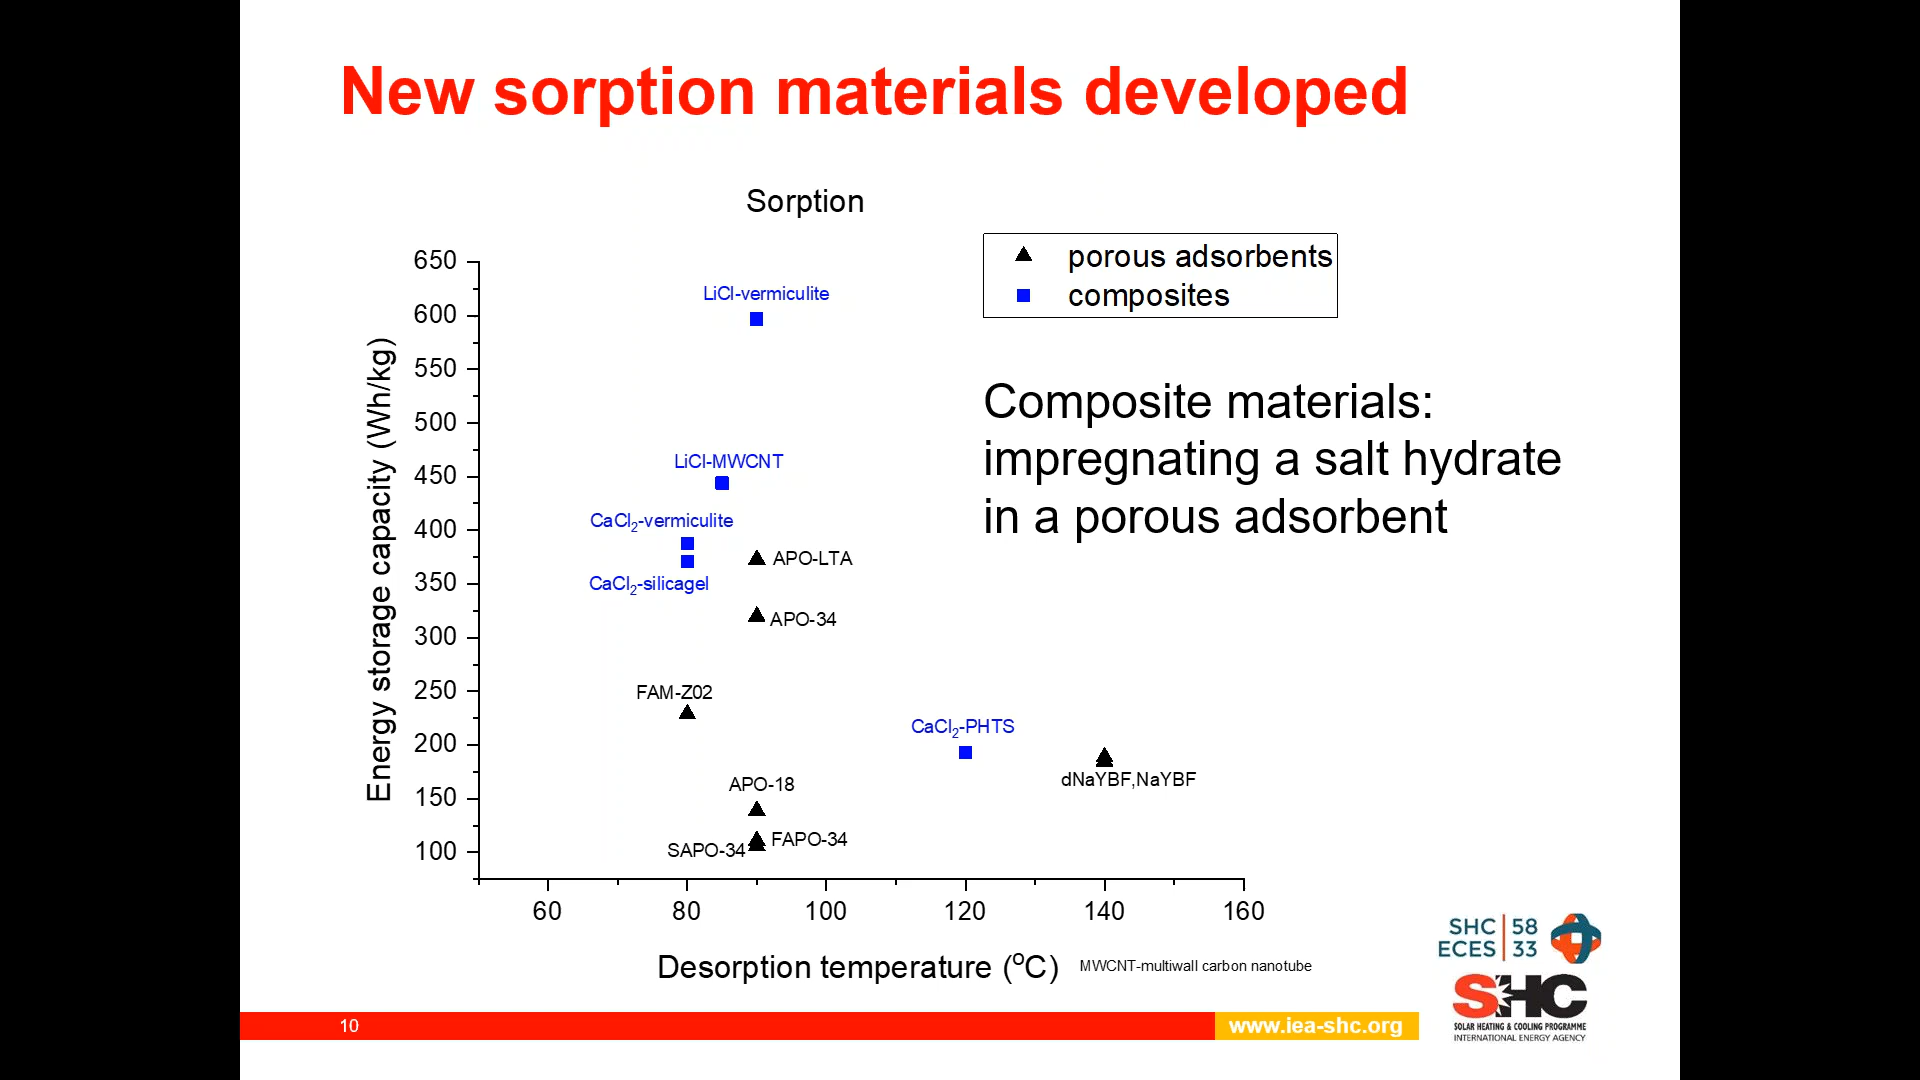 New sorption materials developed
Sorption
porous adsorbents
composites
Composite materials:
impregnating a salt hydrate
in a porous adsorbent
Energy storage capacity (Wh/kg)
650
600
550
500
450
400
350
300
250
200
150
100
LiCl-vermiculite
LiCl-MWCNT
CaCl₂-vermiculite
CaCl₂-silicagel
APO-LTA
APO-34
FAM-Z02
CaCl₂-PHTS
dNaYBF,NaYBF
APO-18
FAPO-34
SAPO-34
60 80 100 120 140 160
Desorption temperature (ºC)
MWCNT-multiwall carbon nanotube
SHC 58
ECES 33
SHC
SOLAR HEATING & COOLING PROGRAMME
INTERNATIONAL ENERGY AGENCY
10
www.iea-shc.org